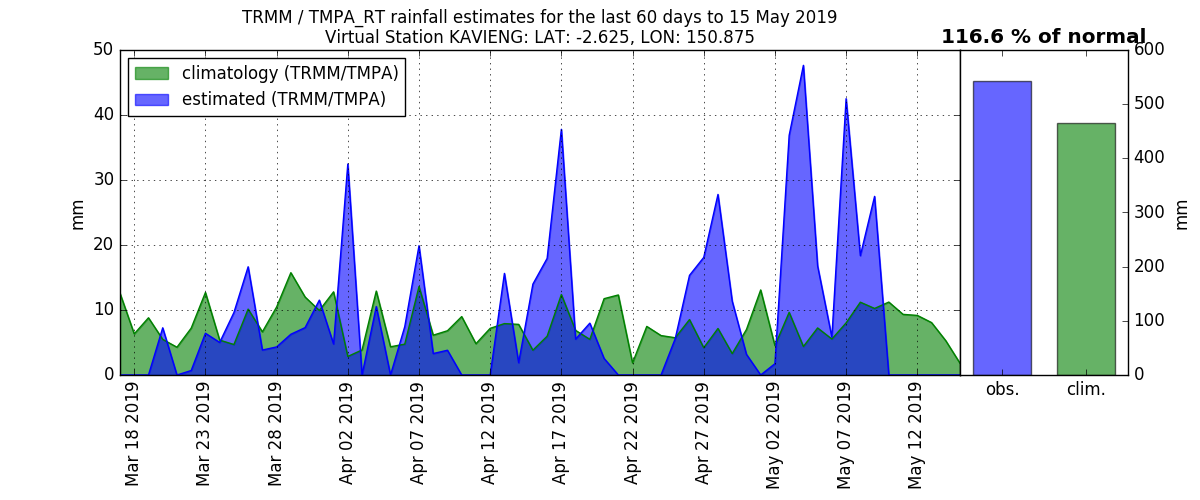 TRMM / TMPA_RT rainfall estimates for the last 60 days to 15 May 2019
Virtual Station KAVIENG: LAT: -2.625, LON: 150.875
116.6 % of normal
climatology (TRMM/TMPA)
estimated (TRMM/TMPA)
50
40
30
20
10
0
mm
Mar 18 2019
Mar 23 2019
Mar 28 2019
Apr 02 2019
Apr 07 2019
Apr 12 2019
Apr 17 2019
Apr 22 2019
Apr 27 2019
May 02 2019
May 07 2019
May 12 2019
obs.
clim.
600
500
400
300
200
100
0
mm